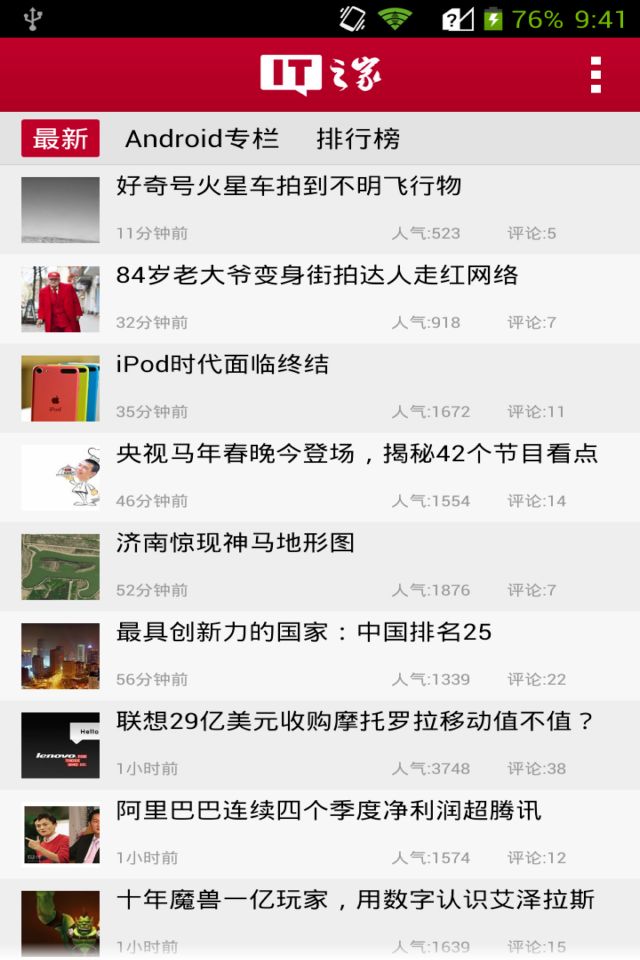 76% 9:41
IT之家
最新 Android专栏 排行榜
好奇号火星车拍到不明飞行物
11分钟前 人气:523 评论:5
84岁老大爷变身街拍达人走红网络
32分钟前 人气:918 评论:7
iPod时代面临终结
35分钟前 人气:1672 评论:11
央视马年春晚今登场，揭秘42个节目看点
46分钟前 人气:1554 评论:14
济南惊现神马地形图
52分钟前 人气:1876 评论:7
最具创新力的国家：中国排名25
56分钟前 人气:1339 评论:22
联想29亿美元收购摩托罗拉移动值不值？
Hello
lenovo
1小时前 人气:3748 评论:38
阿里巴巴连续四个季度净利润超腾讯
1小时前 人气:1574 评论:12
十年魔兽一亿玩家，用数字认识艾泽拉斯
1小时前 人气:1639 评论:15